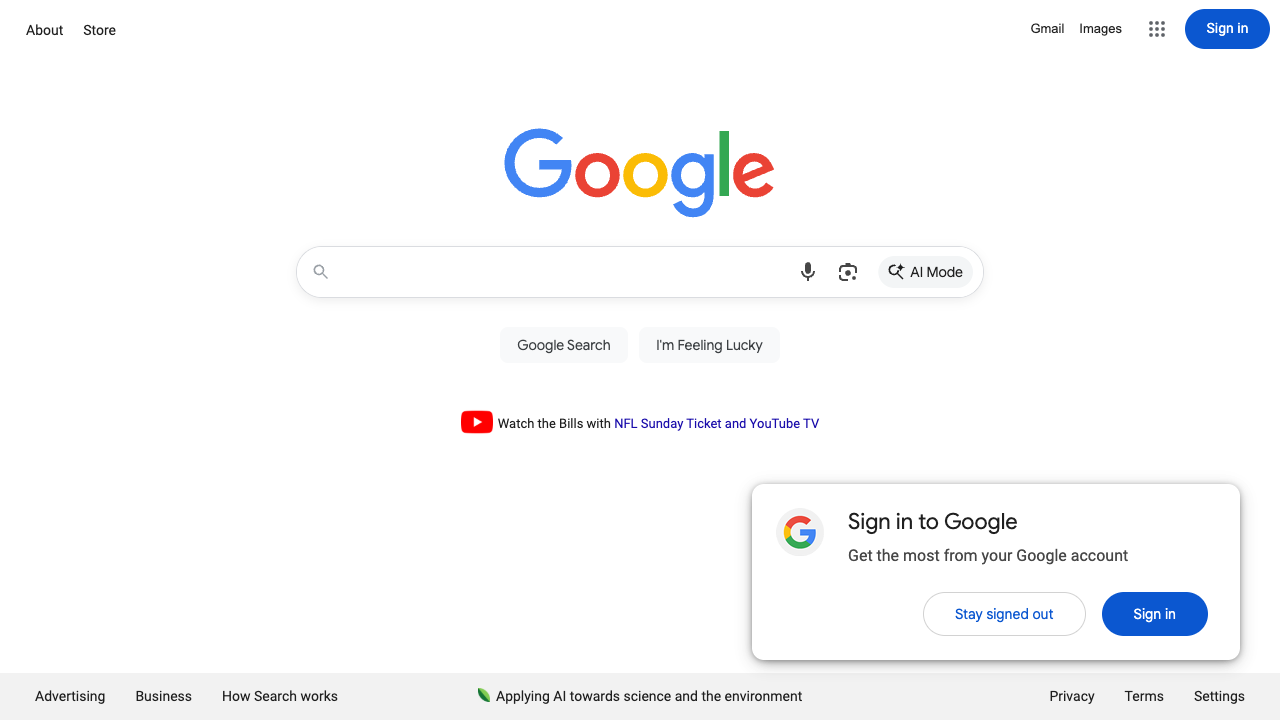 About
Store
Gmail
Images
Sign in
Google
AI Mode
Google Search
I'm Feeling Lucky
Watch the Bills with NFL Sunday Ticket and YouTube TV
Sign in to Google
Get the most from your Google account
Stay signed out
Sign in
Advertising
Business
How Search works
Applying AI towards science and the environment
Privacy
Terms
Settings